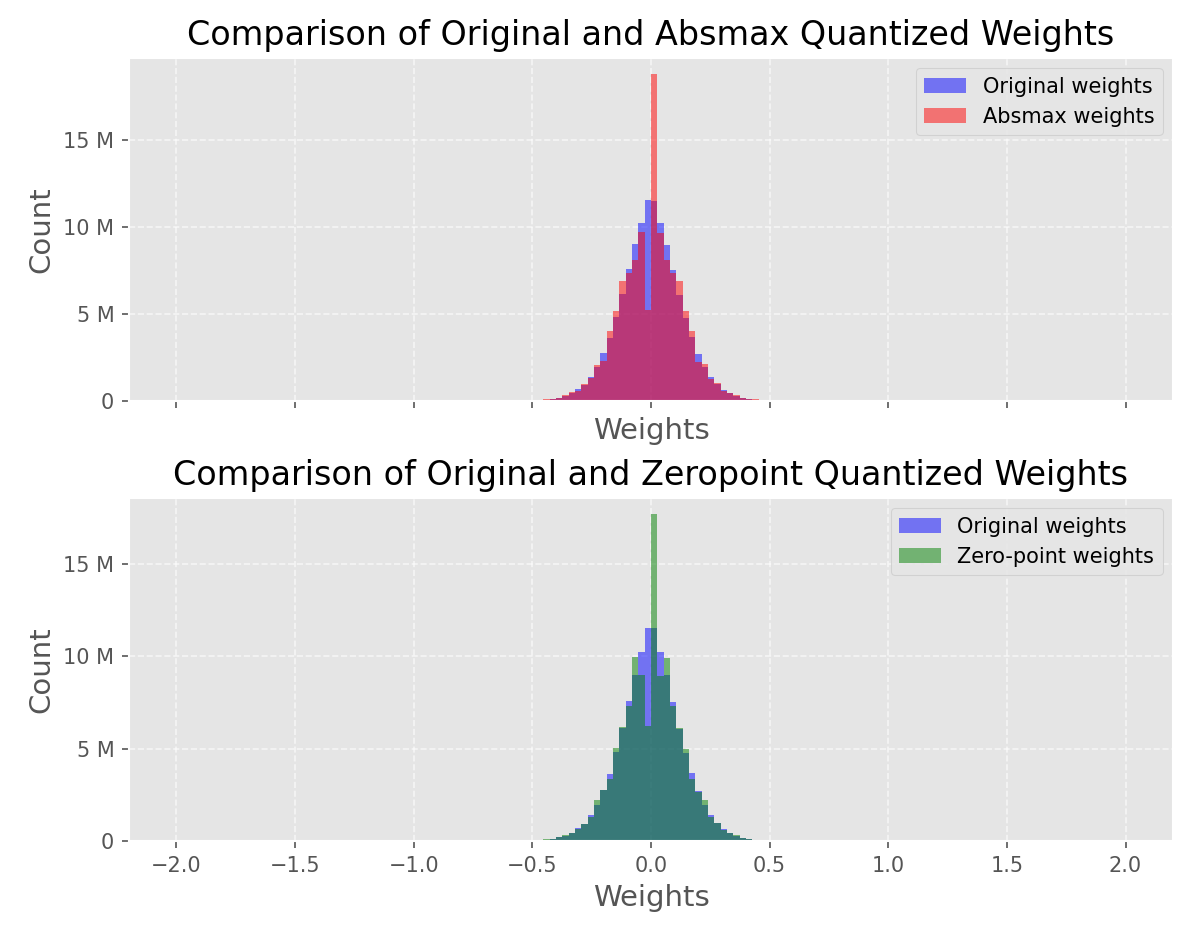 Comparison of Original and Absmax Quantized Weights
Original weights
Absmax weights
Count
15 M
10 M
5 M
0
Weights
Comparison of Original and Zeropoint Quantized Weights
Original weights
Zero-point weights
Count
15 M
10 M
5 M
0
−2.0 −1.5 −1.0 −0.5 0.0 0.5 1.0 1.5 2.0
Weights